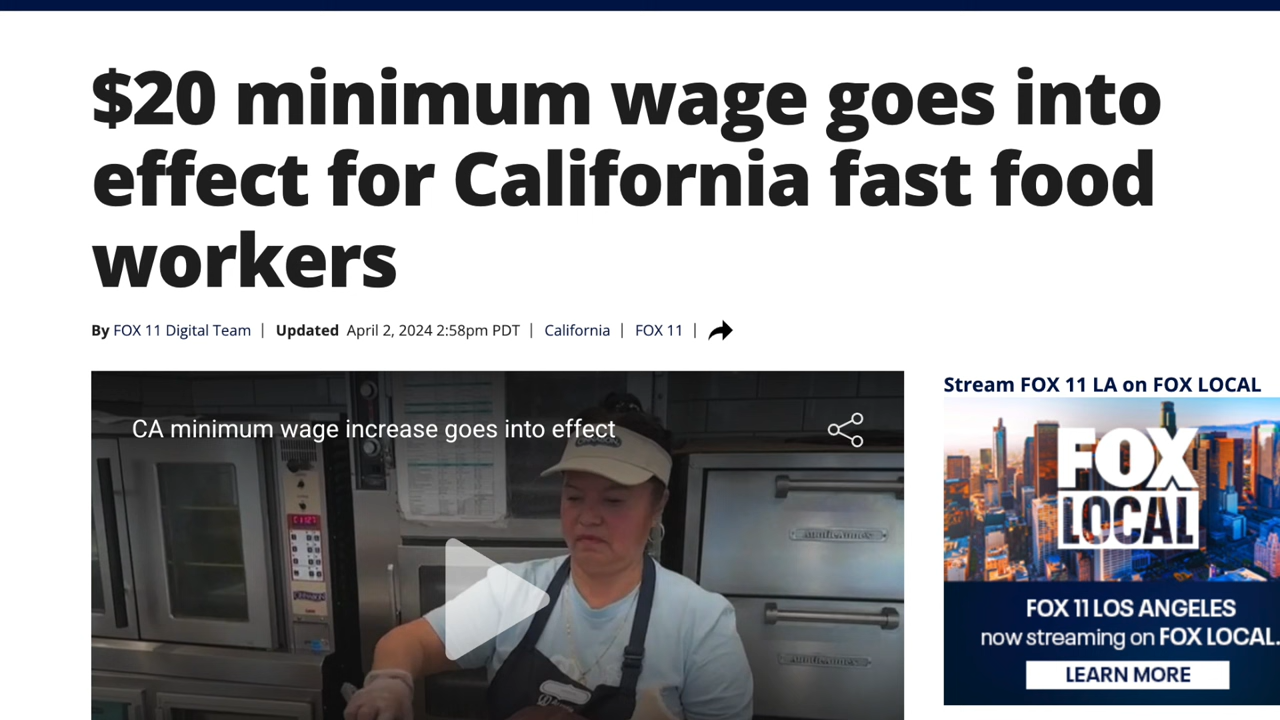 $20 minimum wage goes into
effect for California fast food
workers
By FOX 11 Digital Team | Updated April 2, 2024 2:58pm PDT | California | FOX 11 |
CA minimum wage increase goes into effect
Stream FOX 11 LA on FOX LOCAL
FOX
LOCAL
FOX 11 LOS ANGELES
now streaming on FOX LOCAL.
LEARN MORE